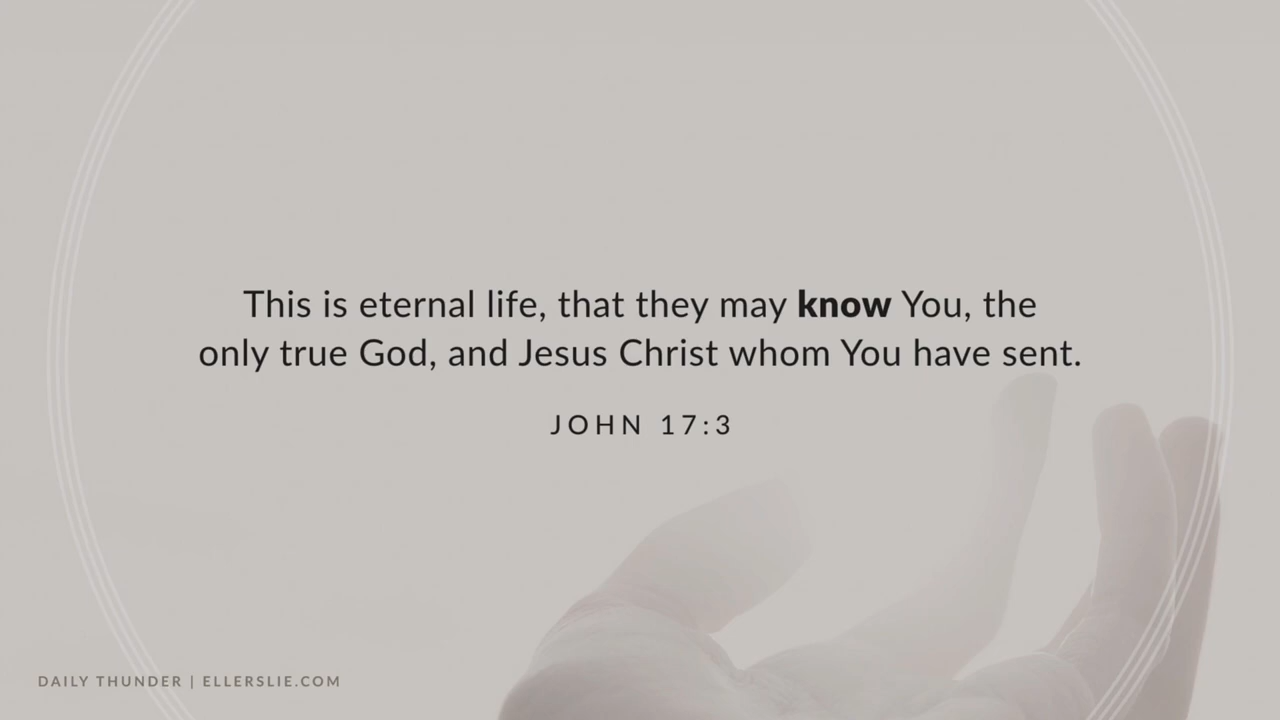 This is eternal life, that they may know You, the
only true God, and Jesus Christ whom You have sent.
JOHN 17:3
DAILY THUNDER | ELLERSLIE.COM